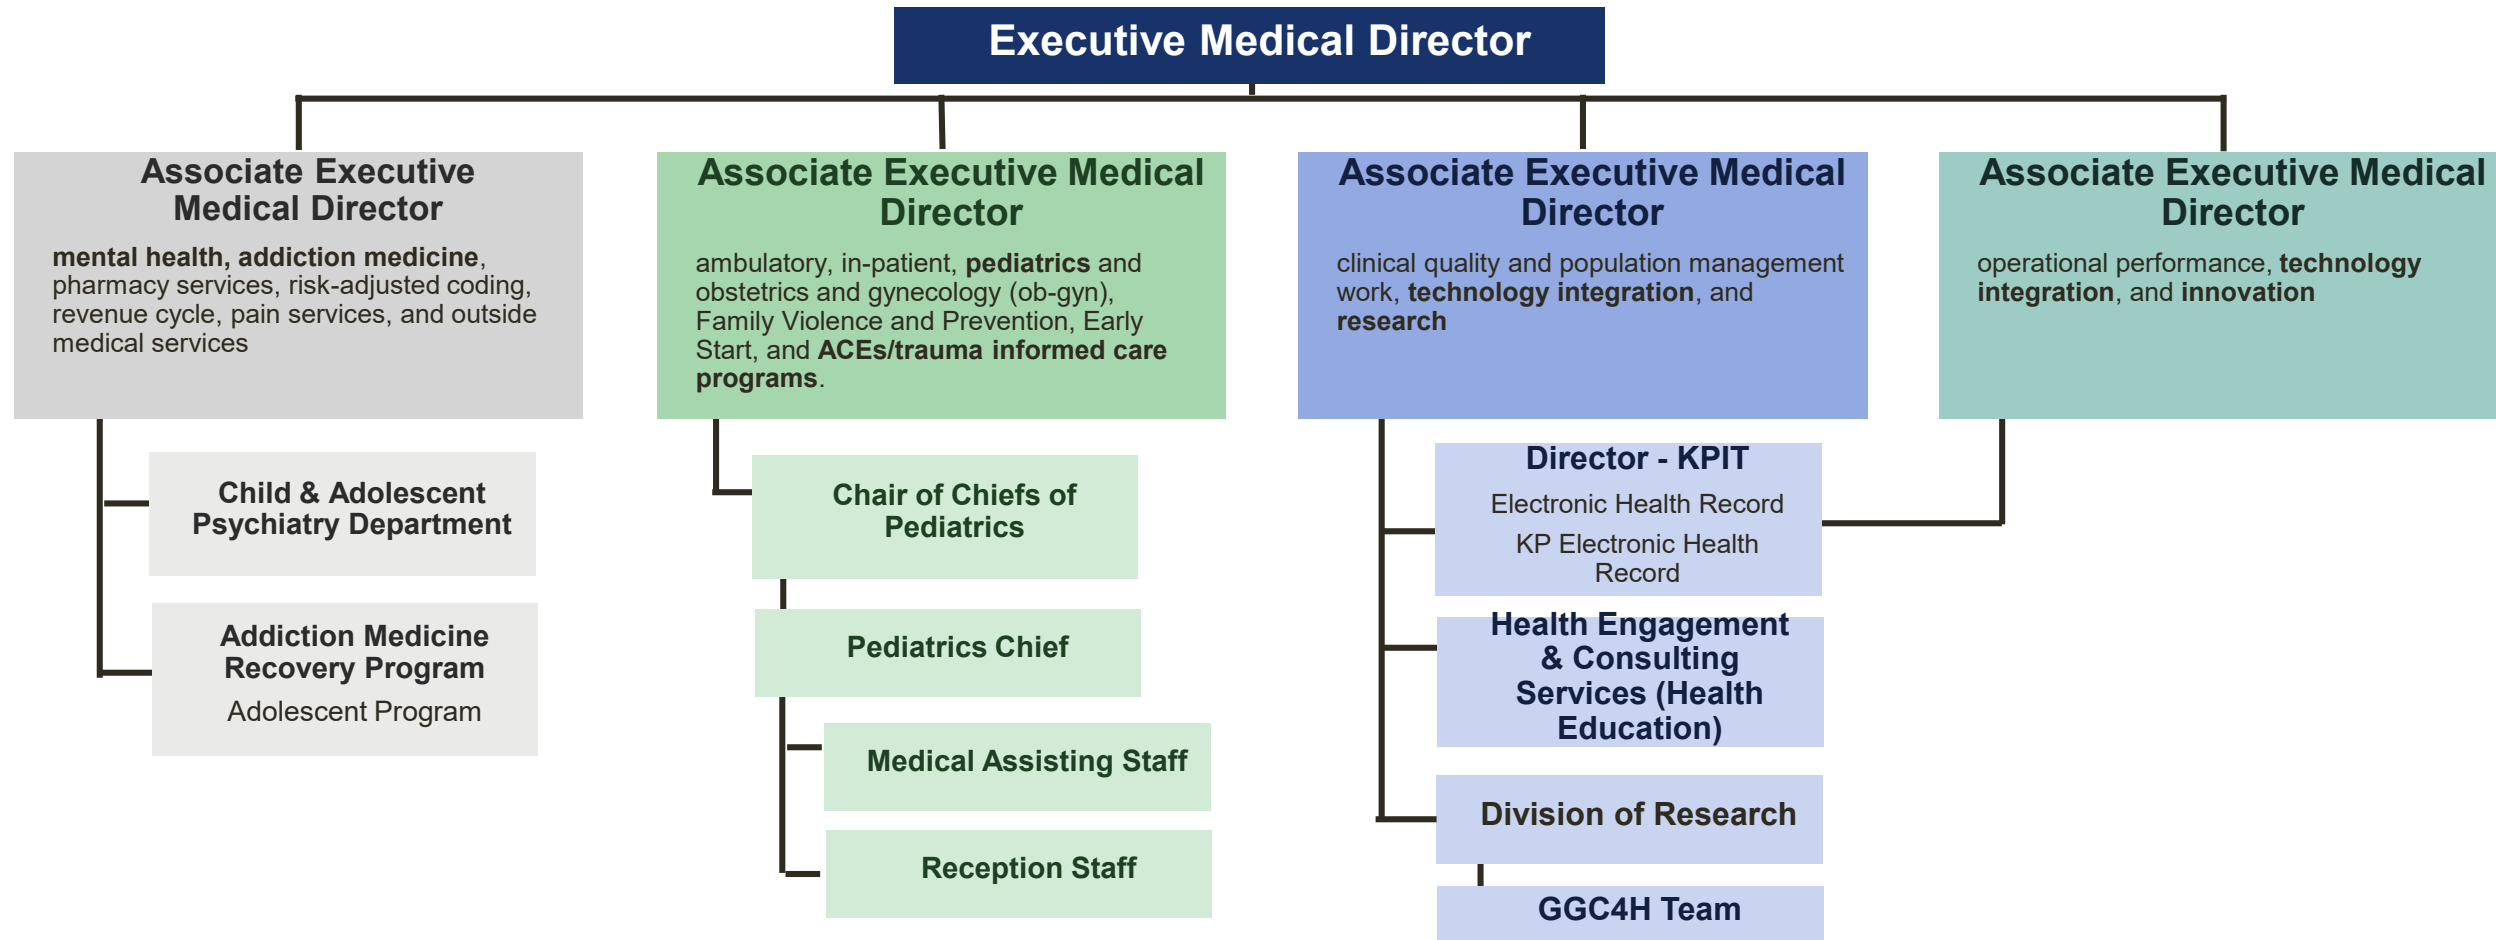 Executive Medical Director
Associate Executive
Medical Director
mental health, addiction medicine,
pharmacy services, risk-adjusted coding,
revenue cycle, pain services, and outside
medical services
Child & Adolescent
Psychiatry Department
Addiction Medicine
Recovery Program
Adolescent Program
Associate Executive Medical
Director
ambulatory, in-patient, pediatrics and
obstetrics and gynecology (ob-gyn),
Family Violence and Prevention, Early
Start, and ACEs/trauma informed care
programs.
Chair of Chiefs of
Pediatrics
Pediatrics Chief
Medical Assisting Staff
Reception Staff
Associate Executive Medical
Director
clinical quality and population management
work, technology integration, and
research
Director - KPIT
Electronic Health Record
KP Electronic Health
Record
Health Engagement
& Consulting
Services (Health
Education)
Division of Research
GGC4H Team
Associate Executive Medical
Director
operational performance, technology
integration, and innovation